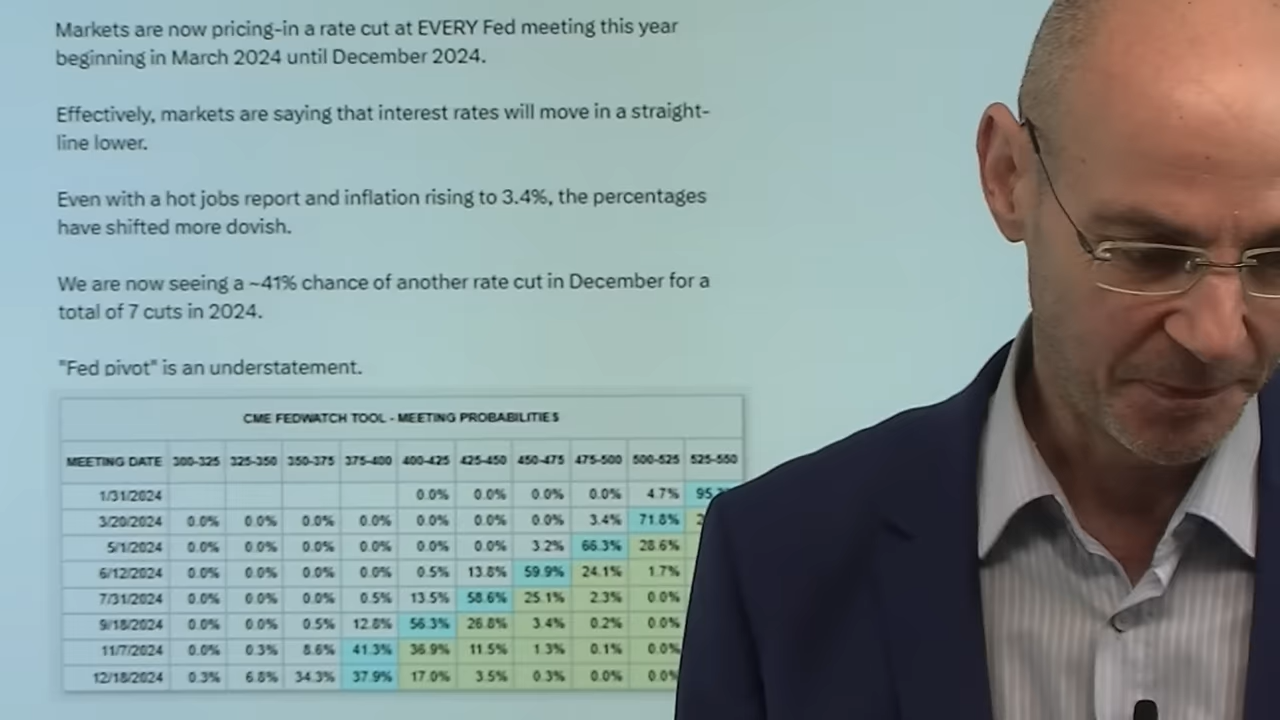 Markets are now pricing-in a rate cut at EVERY Fed meeting this year
beginning in March 2024 until December 2024.
Effectively, markets are saying that interest rates will move in a straight-
line lower.
Even with a hot jobs report and inflation rising to 3.4%, the percentages
have shifted more dovish.
We are now seeing a ~41% chance of another rate cut in December for a
total of 7 cuts in 2024.
"Fed pivot" is an understatement.
CME FEDWATCH TOOL - MEETING PROBABILITIES
MEETING DATE 300-325 325-350 350-375 375-400 400-425 425-450 450-475 475-500 500-525 525-550
1/31/2024 0.0% 0.0% 0.0% 0.0% 4.7% 95
3/20/2024 0.0% 0.0% 0.0% 0.0% 0.0% 0.0% 0.0% 3.4% 71.8%
5/1/2024 0.0% 0.0% 0.0% 0.0% 0.0% 0.0% 3.2% 66.3% 28.6%
6/12/2024 0.0% 0.0% 0.0% 0.0% 0.5% 13.8% 59.9% 24.1% 1.7%
7/31/2024 0.0% 0.0% 0.0% 0.5% 13.5% 58.6% 25.1% 2.3% 0.0%
9/18/2024 0.0% 0.0% 0.5% 12.8% 56.3% 26.8% 3.4% 0.2% 0.0%
11/7/2024 0.0% 0.3% 8.6% 41.3% 36.9% 11.5% 1.3% 0.1% 0.0%
12/18/2024 0.3% 6.8% 34.3% 37.9% 17.0% 3.5% 0.3% 0.0% 0.0%